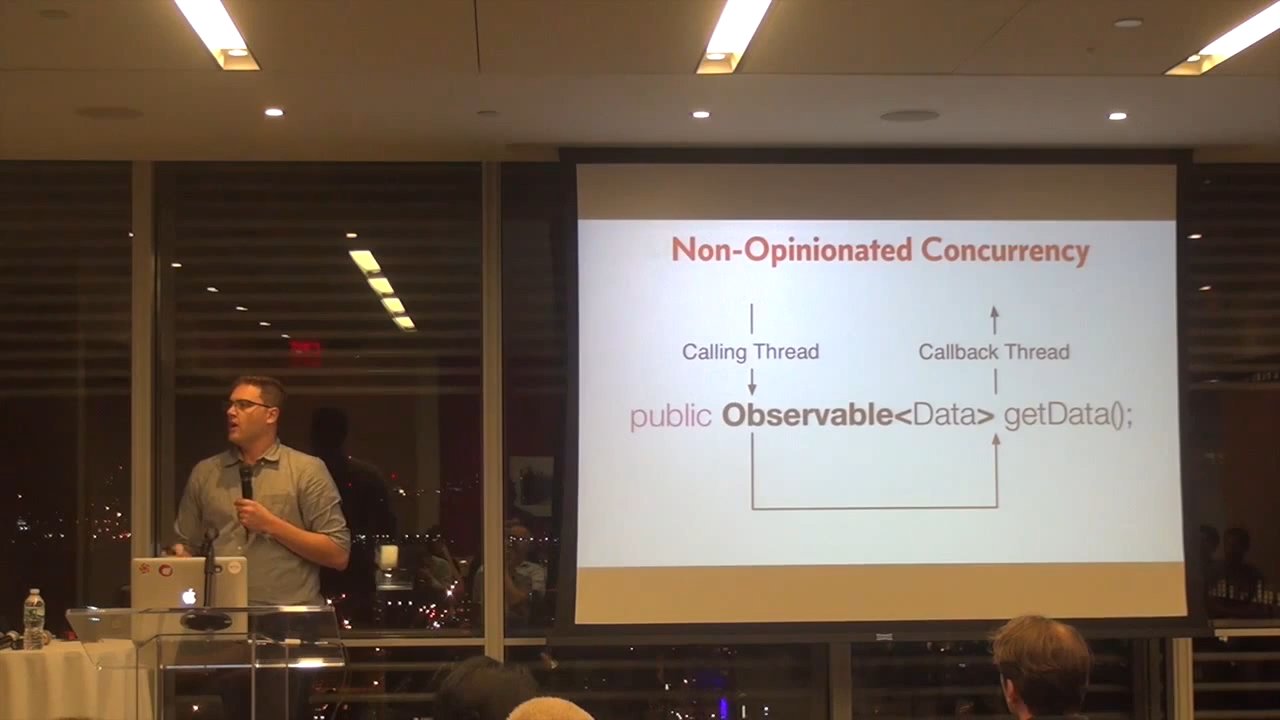 Non-Opinionated Concurrency
Calling Thread
Callback Thread
public Observable<Data> getData();